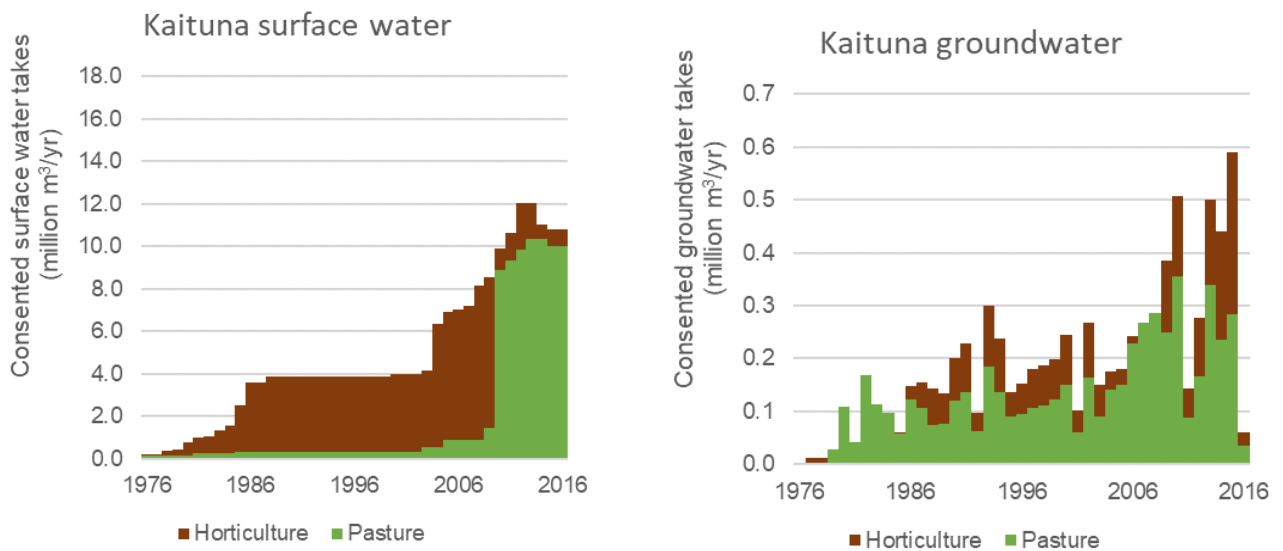 Kaituna surface water
Consented surface water takes
(million m³/yr)
18.0
16.0
14.0
12.0
10.0
8.0
6.0
4.0
2.0
0.0
1976 1986 1996 2006 2016
Horticulture Pasture
Kaituna groundwater
Consented groundwater takes
(million m³/yr)
0.7
0.6
0.5
0.4
0.3
0.2
0.1
0.0
1976 1986 1996 2006 2016
Horticulture Pasture